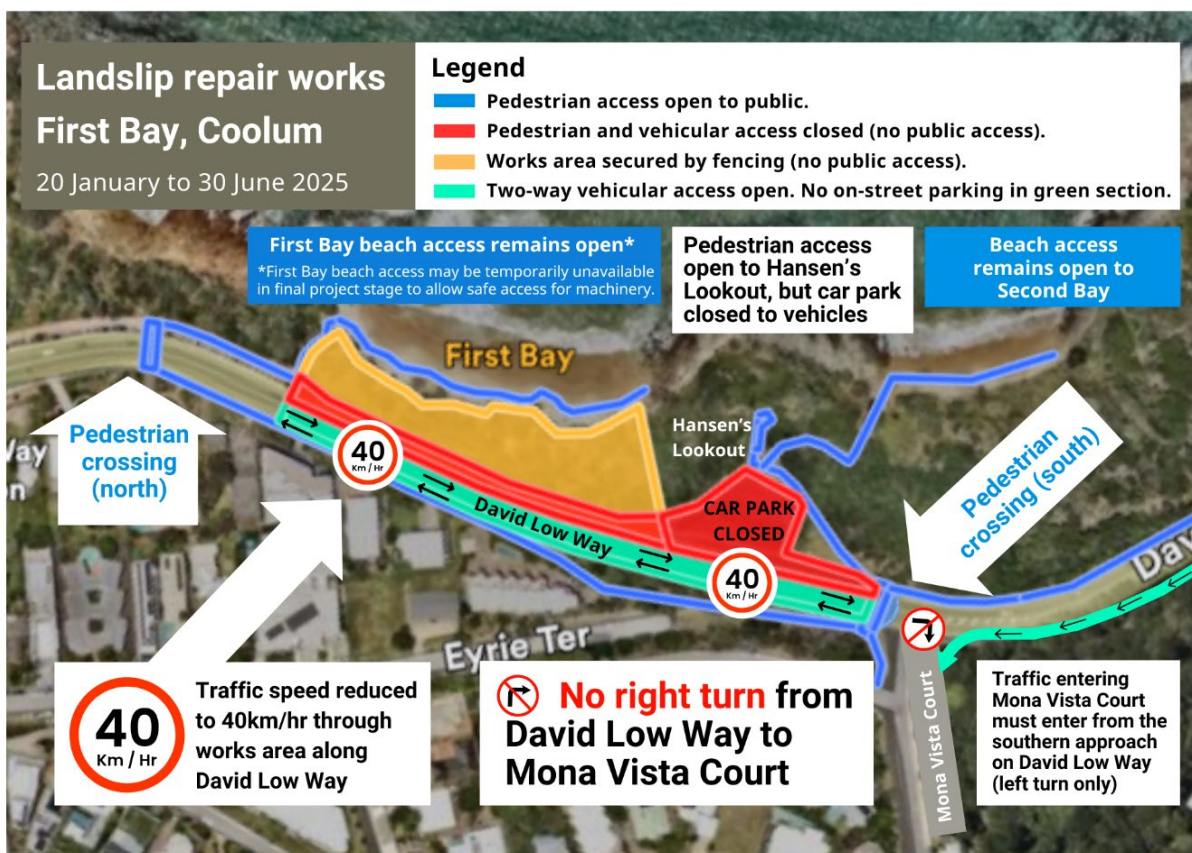 Landslip repair works
First Bay, Coolum
20 January to 30 June 2025
Legend
Pedestrian access open to public.
Pedestrian and vehicular access closed (no public access).
Works area secured by fencing (no public access).
Two-way vehicular access open. No on-street parking in green section.
First Bay beach access remains open*
*First Bay beach access may be temporarily unavailable
in final project stage to allow safe access for machinery.
Pedestrian access
open to Hansen's
Lookout, but car park
closed to vehicles
Beach access
remains open to
Second Bay
First Bay
Hansen's
Lookout
Pedestrian
crossing
(north)
Way
40
Km / Hr
David Low Way
CAR PARK
CLOSED
40
Km / Hr
Pedestrian
crossing (south)
Dav
Eyrie Ter
40
Km / Hr
Traffic speed reduced
to 40km/hr through
works area along
David Low Way
No right turn from
David Low Way to
Mona Vista Court
Mona Vista Court
Traffic entering
Mona Vista Court
must enter from the
southern approach
on David Low Way
(left turn only)